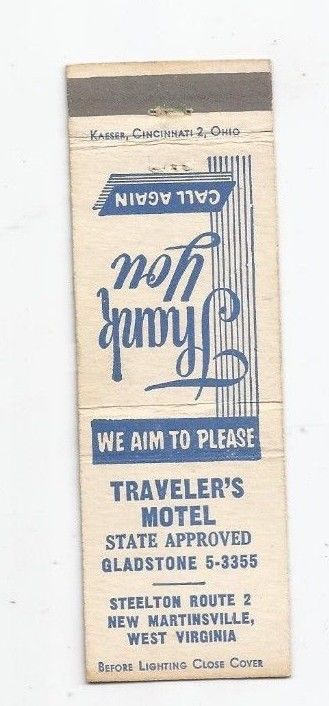 Kaeser, Cincinnati 2, Ohio
Thank
you
CALL AGAIN
WE AIM TO PLEASE
TRAVELER'S
MOTEL
STATE APPROVED
GLADSTONE 5-3355
STEELTON ROUTE 2
NEW MARTINSVILLE,
WEST VIRGINIA
BEFORE LIGHTING CLOSE COVER